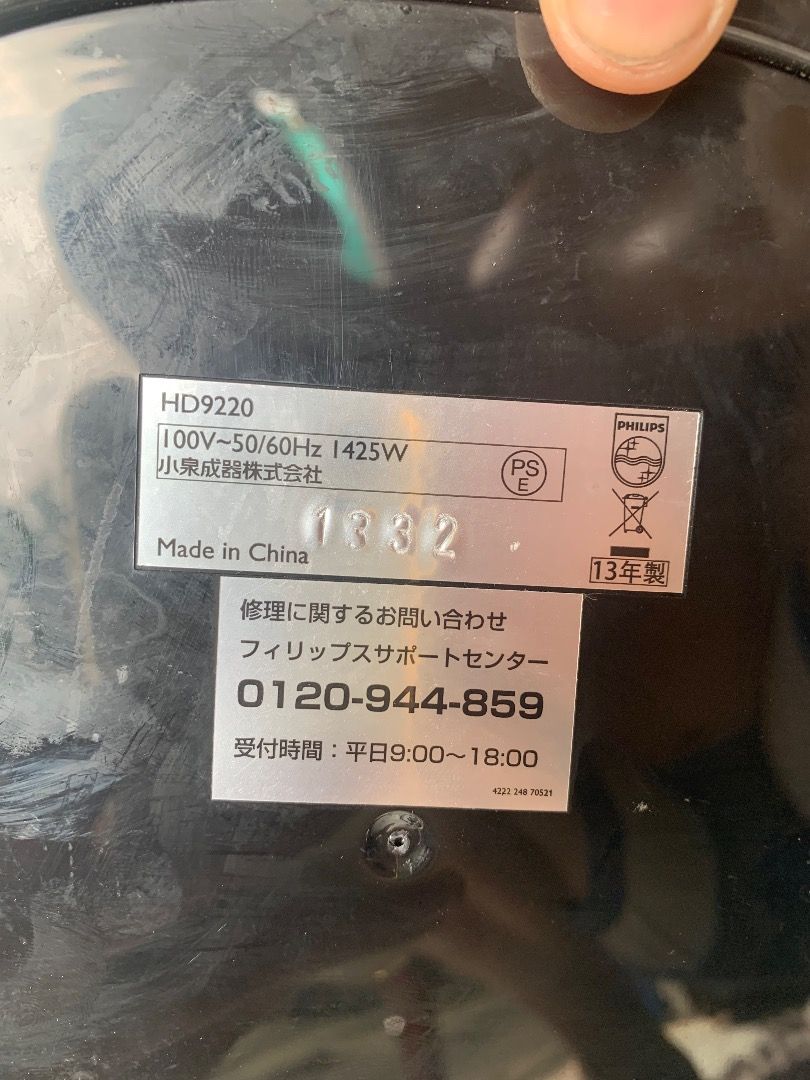 HD9220
100V~50/60Hz 1425W
小泉成器株式会社
PS
E
PHILIPS
1332
Made in China
13年製
修理に関するお問い合わせ
フィリップスサポートセンター
0120-944-859
受付時間：平日9:00〜18:00
4222 248 70521